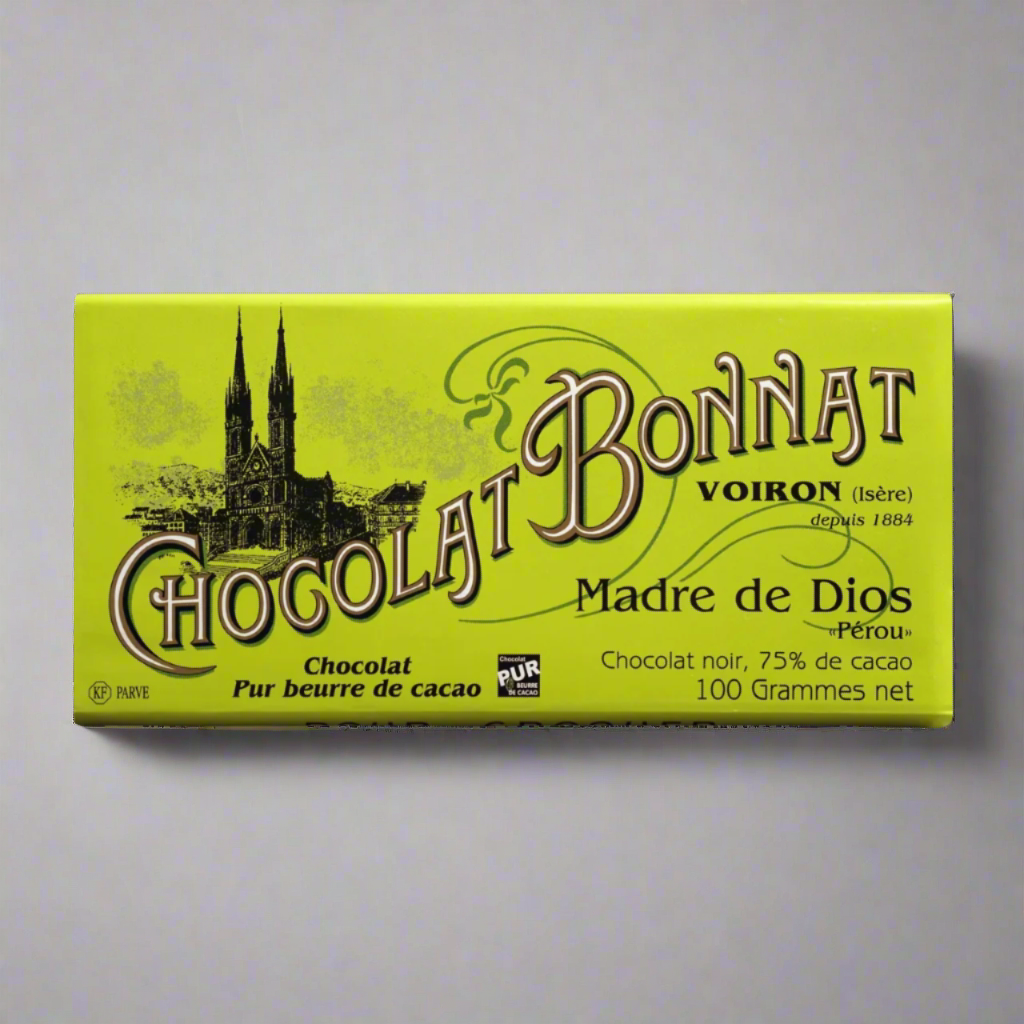 CHOCOLAT BONNAT
VOIRON (Isère)
depuis 1884
Madre de Dios
«Pérou»
Chocolat noir, 75% de cacao
100 Grammes net
Chocolat
Pur beurre de cacao
Chocolat
PUR
BEURRE
DE CACAO
KF PARVE